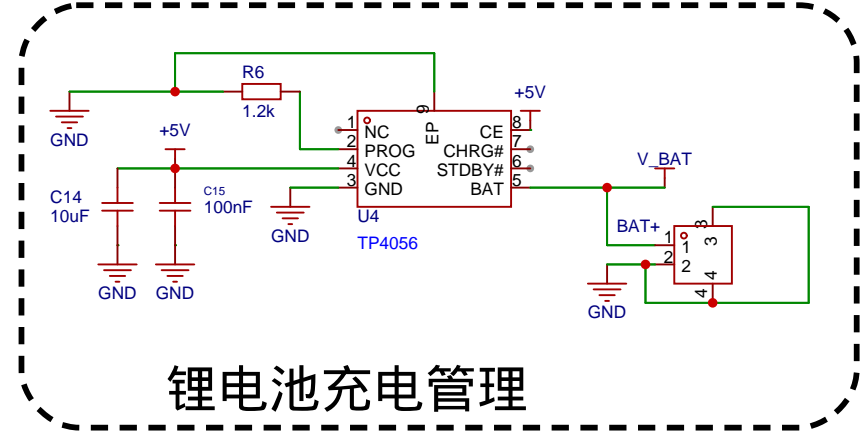 R6
1.2k
GND
+5V
C14
10uF
C15
100nF
GND
GND
GND
+5V
9
EP
1 NC CE 8
2 PROG CHRG# 7
4 VCC STDBY# 6
3 GND BAT 5
U4
TP4056
V_BAT
BAT+
1 1
2 2
3 3
4 4
GND
锂电池充电管理